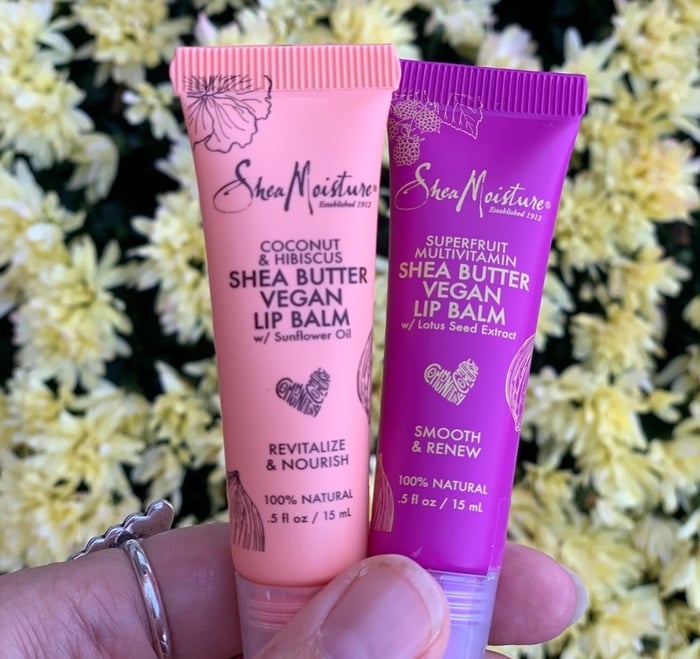 SheaMoisture®
Established 1912
COCONUT
& HIBISCUS
SHEA BUTTER
VEGAN
LIP BALM
w/ Sunflower Oil
REVITALIZE
& NOURISH
100% NATURAL
.5 fl oz / 15 mL
SheaMoisture®
Established 1912
SUPERFRUIT
MULTIVITAMIN
SHEA BUTTER
VEGAN
LIP BALM
w/ Lotus Seed Extract
SMOOTH
& RENEW
100% NATURAL
.5 fl oz / 15 mL